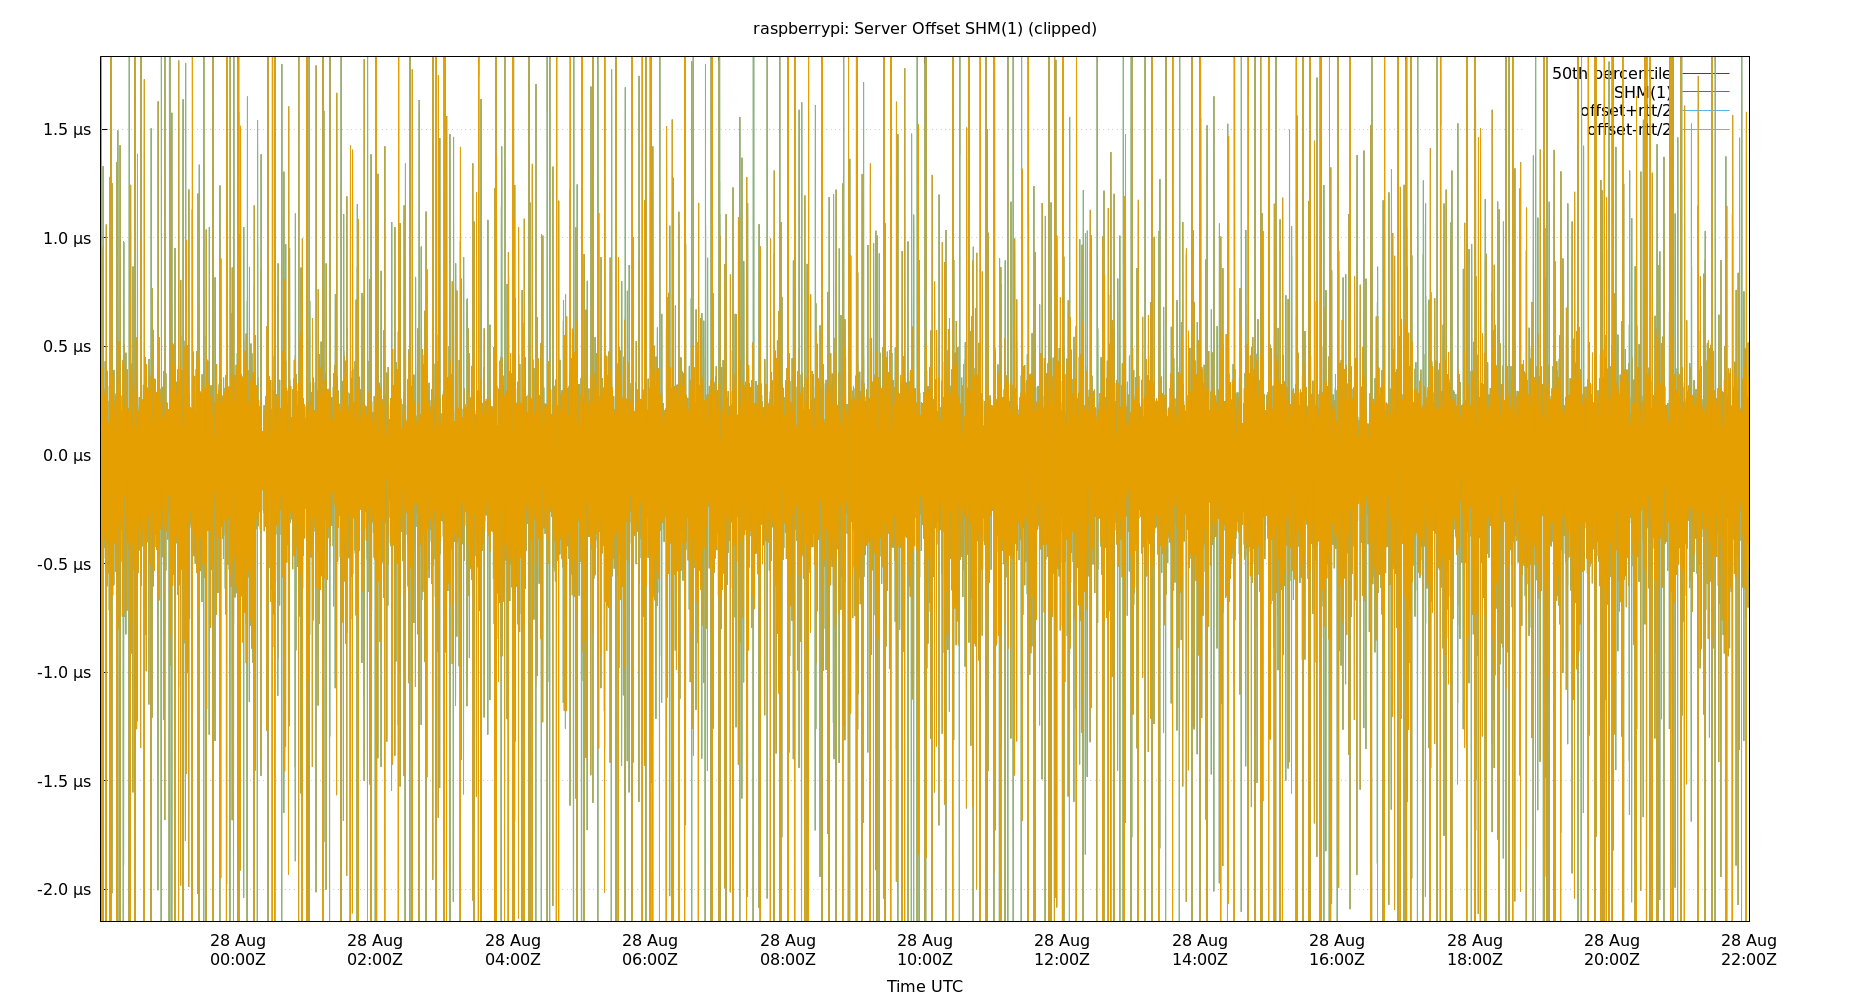 raspberrypi: Server Offset SHM(1) (clipped)
50th percentile
SHM(1)
offset+rtt/2
offset-rtt/2
1.5 µs
1.0 µs
0.5 µs
0.0 µs
-0.5 µs
-1.0 µs
-1.5 µs
-2.0 µs
28 Aug 28 Aug 28 Aug 28 Aug 28 Aug 28 Aug 28 Aug 28 Aug 28 Aug 28 Aug 28 Aug 28 Aug
00:00Z 02:00Z 04:00Z 06:00Z 08:00Z 10:00Z 12:00Z 14:00Z 16:00Z 18:00Z 20:00Z 22:00Z
Time UTC